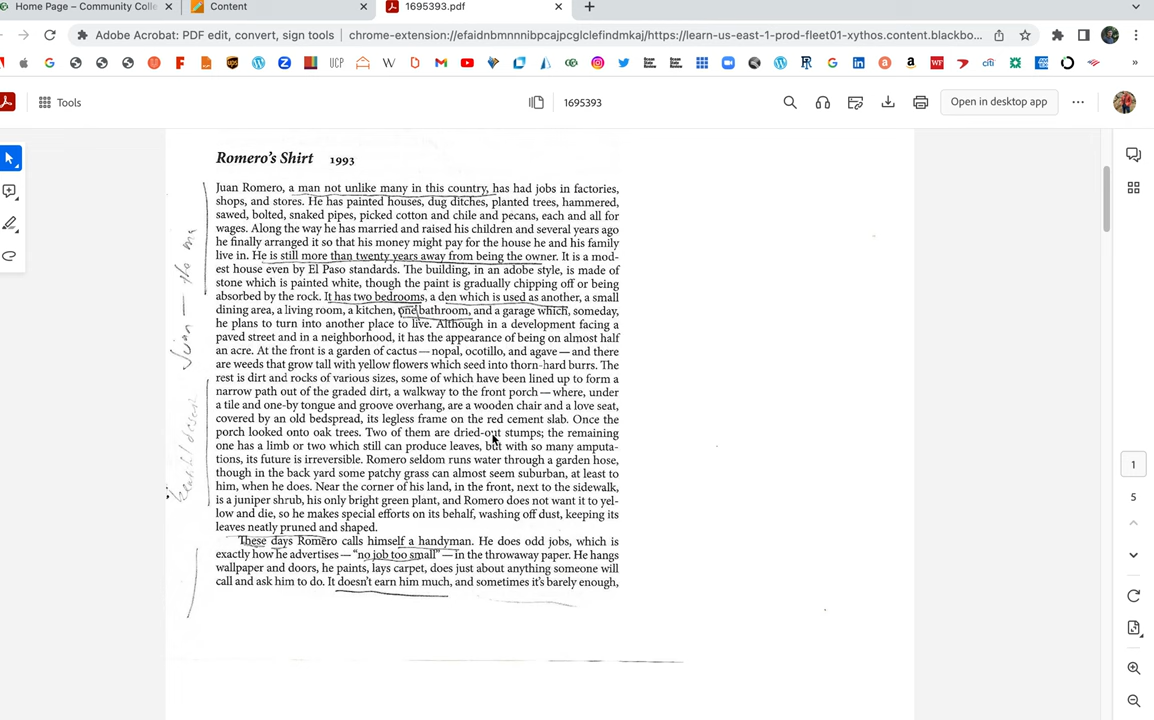 Home Page – Community Colle
Content
1695393.pdf
Adobe Acrobat: PDF edit, convert, sign tools
chrome-extension://efaidnbmnnnibpcajpcglclefindmkaj/https://learn-us-east-1-prod-fleet01-xythos.content.blackbo...
UCP
Tools
1695393
Open in desktop app
Romero's Shirt 1993
Juan Romero, a man not unlike many in this country, has had jobs in factories,
shops, and stores. He has painted houses, dug ditches, planted trees, hammered,
sawed, bolted, snaked pipes, picked cotton and chile and pecans, each and all for
wages. Along the way he has married and raised his children and several years ago
he finally arranged it so that his money might pay for the house he and his family
live in. He is still more than twenty years away from being the owner. It is a mod-
est house even by El Paso standards. The building, in an adobe style, is made of
stone which is painted white, though the paint is gradually chipping off or being
absorbed by the rock. It has two bedrooms, a den which is used as another, a small
dining area, a living room, a kitchen, one bathroom, and a garage which, someday,
he plans to turn into another place to live. Although in a development facing a
paved street and in a neighborhood, it has the appearance of being on almost half
an acre. At the front is a garden of cactus—nopal, ocotillo, and agave—and there
are weeds that grow tall with yellow flowers which seed into thorn-hard burrs. The
rest is dirt and rocks of various sizes, some of which have been lined up to form a
narrow path out of the graded dirt, a walkway to the front porch—where, under
a tile and one-by tongue and groove overhang, are a wooden chair and a love seat,
covered by an old bedspread, its legless frame on the red cement slab. Once the
porch looked onto oak trees. Two of them are dried-out stumps; the remaining
one has a limb or two which still can produce leaves, but with so many amputa-
tions, its future is irreversible. Romero seldom runs water through a garden hose,
though in the back yard some patchy grass can almost seem suburban, at least to
him, when he does. Near the corner of his land, in the front, next to the sidewalk,
is a juniper shrub, his only bright green plant, and Romero does not want it to yel-
low and die, so he makes special efforts on its behalf, washing off dust, keeping its
leaves neatly pruned and shaped.
These days Romero calls himself a handyman. He does odd jobs, which is
exactly how he advertises—"no job too small"—in the throwaway paper. He hangs
wallpaper and doors, he paints, lays carpet, does just about anything someone will
call and ask him to do. It doesn't earn him much, and sometimes it's barely enough,
Juan — the ma
1
5